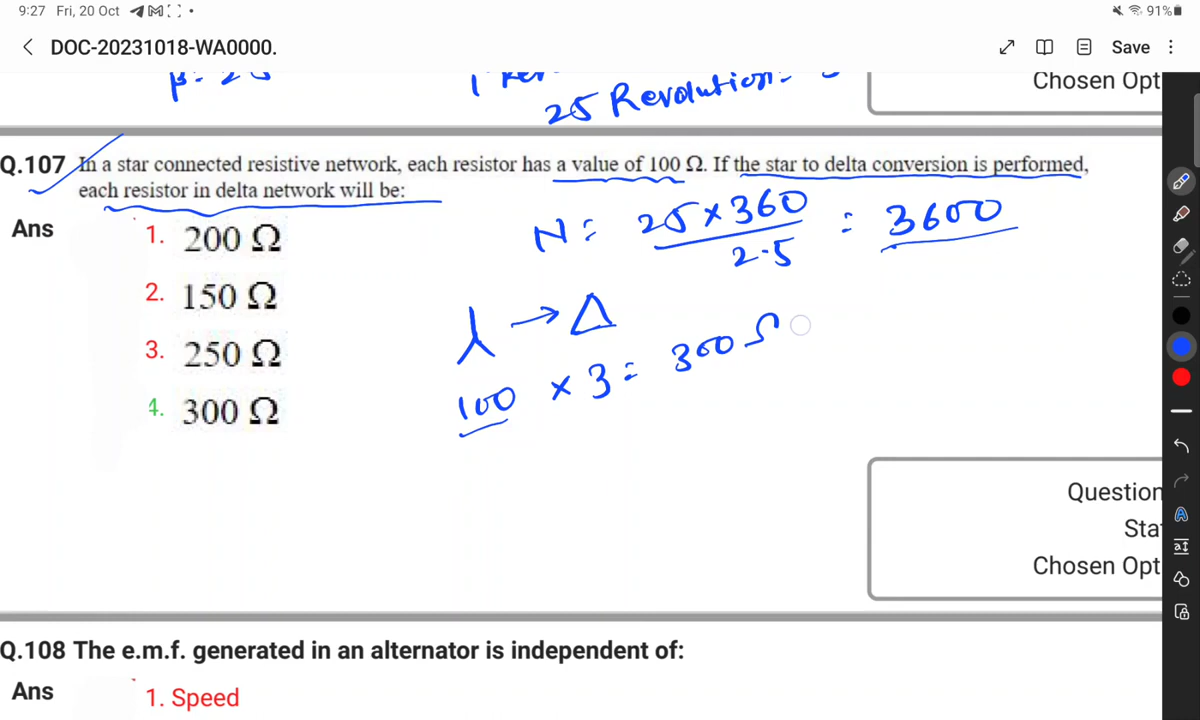 9:27 Fri, 20 Oct
91%
DOC-20231018-WA0000.
Save
25 Revolution
Chosen Opt
Q.107 In a star connected resistive network, each resistor has a value of 100 Ω. If the star to delta conversion is performed,
each resistor in delta network will be:
N = 25 × 360 / 2.5 = 3600
Ans
1. 200 Ω
2. 150 Ω
3. 250 Ω
4. 300 Ω
→ Δ
100 × 3 = 300 Ω
Question
Sta
Chosen Opt
Q.108 The e.m.f. generated in an alternator is independent of:
Ans
1. Speed